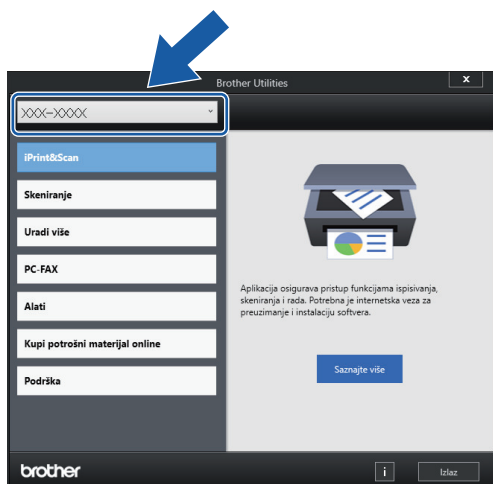 Brother Utilities
x
XXX-XXXX
iPrint&Scan
Skeniranje
Uradi više
PC-FAX
Alati
Kupi potrošni materijal online
Podrška
Aplikacija osigurava pristup funkcijama ispisivanja,
skeniranja i rada. Potrebna je internetska veza za
preuzimanje i instalaciju softvera.
Saznajte više
brother
i
Izlaz